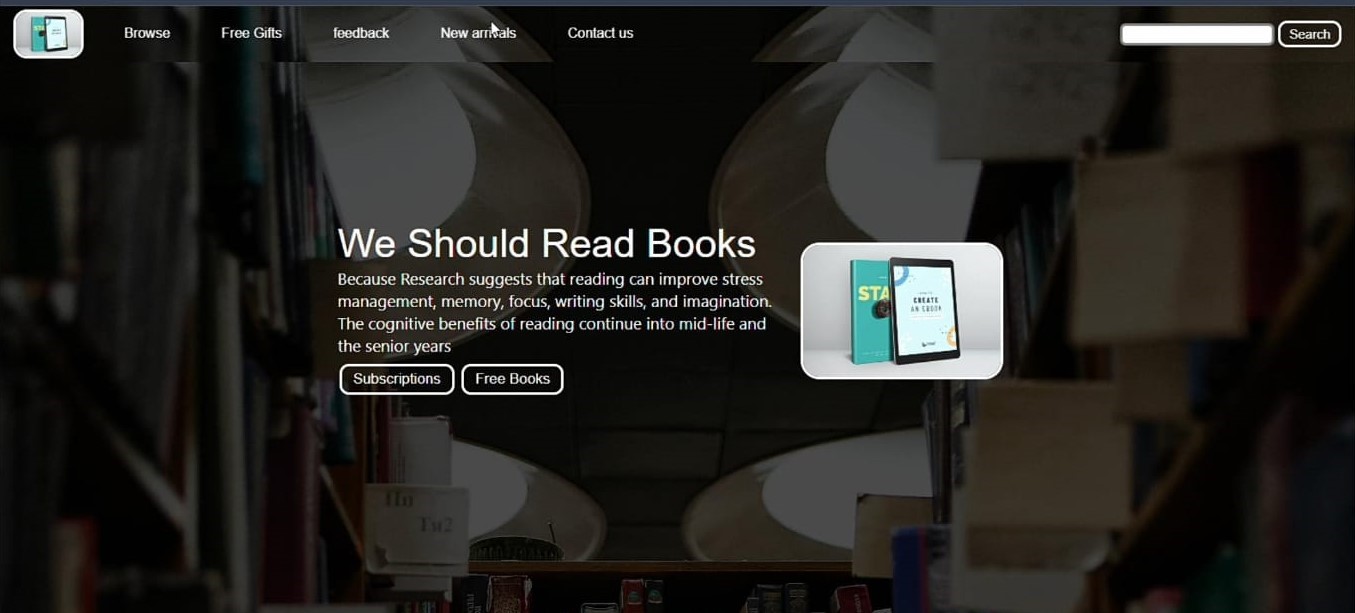 Browse
Free Gifts
feedback
New arrivals
Contact us
Search
We Should Read Books
Because Research suggests that reading can improve stress
management, memory, focus, writing skills, and imagination.
The cognitive benefits of reading continue into mid-life and
the senior years
Subscriptions
Free Books
STA
CREATE
AN EBOOK